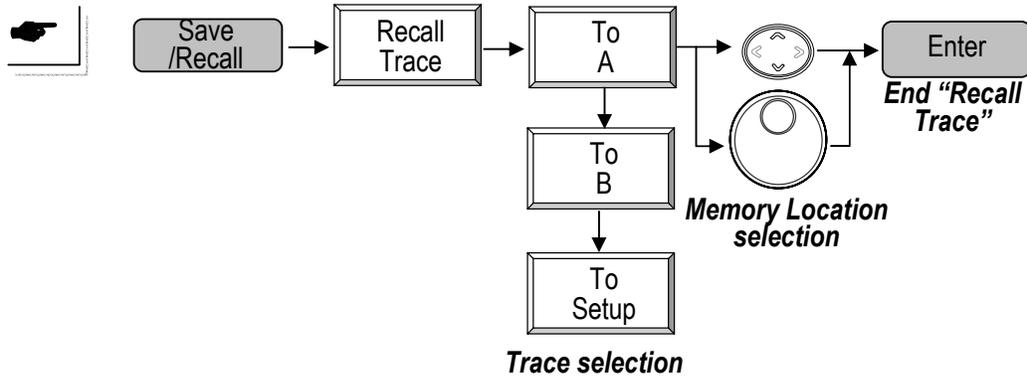 Save
/Recall
Recall
Trace
To
A
Enter
End “Recall
Trace”
To
B
Memory Location
selection
To
Setup
Trace selection